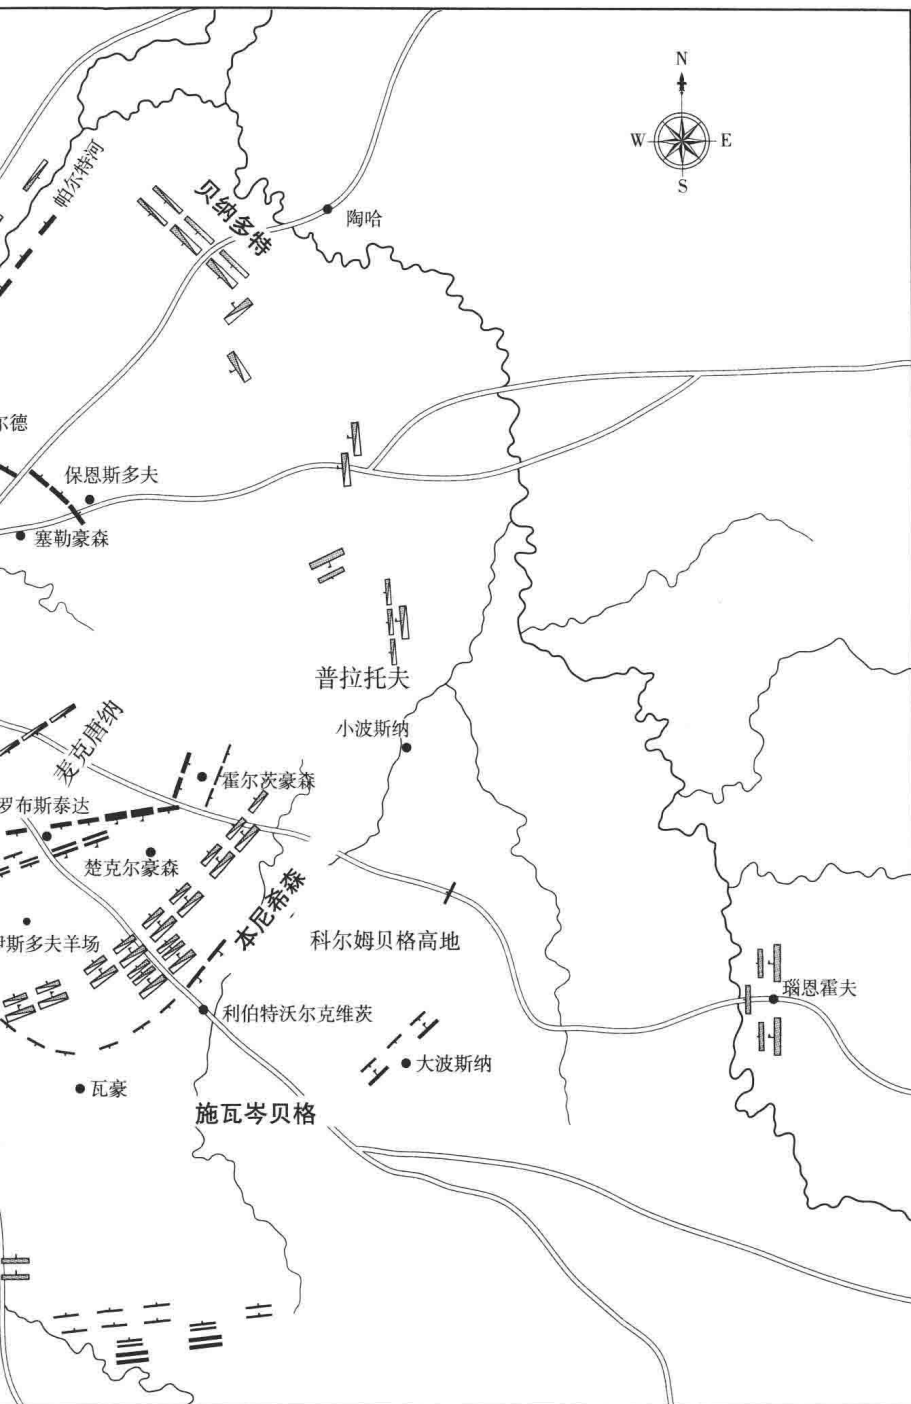 N
W
E
S
帕尔特河
贝纳多特
陶哈
尔德
保恩斯多夫
塞勒豪森
普拉托夫
小波斯纳
麦克唐纳
霍尔茨豪森
罗布斯泰达
楚克尔豪森
本尼希森
斯多夫羊场
科尔姆贝格高地
瑙恩霍夫
利伯特沃尔克维茨
大波斯纳
瓦豪
施瓦岑贝格